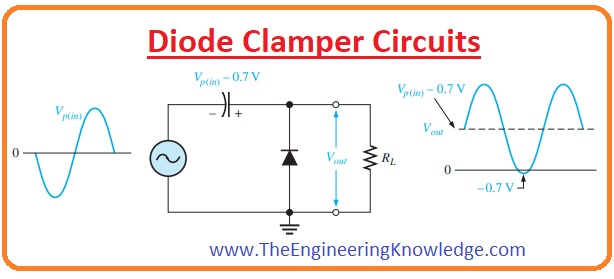 Diode Clamper Circuits
Vp(in) – 0.7 V
– +
Vp(in)
0
Vout
RL
Vp(in) – 0.7 V
Vout
0
–0.7 V
www.TheEngineeringKnowledge.com